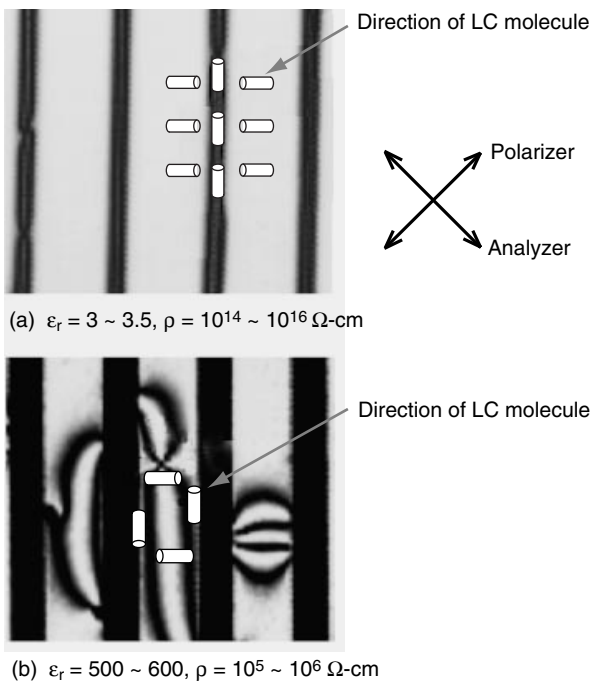 Direction of LC molecule
Polarizer
Analyzer
(a) εr = 3 ~ 3.5, ρ = 10¹⁴ ~ 10¹⁶ Ω-cm
Direction of LC molecule
(b) εr = 500 ~ 600, ρ = 10⁵ ~ 10⁶ Ω-cm